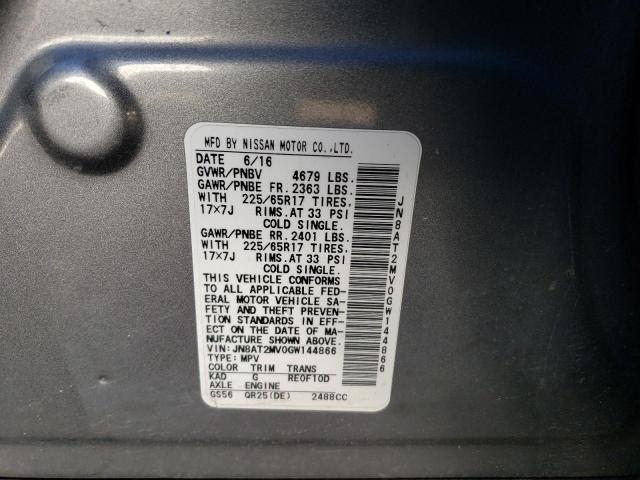 MFD BY NISSAN MOTOR CO.,LTD.
DATE 6/16
GVWR/PNBV 4679 LBS.
GAWR/PNBE FR. 2363 LBS.
WITH 225/65R17 TIRES,
17×7J RIMS.AT 33 PSI
COLD SINGLE.
GAWR/PNBE RR. 2401 LBS.
WITH 225/65R17 TIRES,
17×7J RIMS.AT 33 PSI
COLD SINGLE.
THIS VEHICLE CONFORMS
TO ALL APPLICABLE FED-
ERAL MOTOR VEHICLE SA-
FETY AND THEFT PREVEN-
TION STANDARDS IN EFF-
ECT ON THE DATE OF MA-
NUFACTURE SHOWN ABOVE.
VIN: JN8AT2MV0GW144866
TYPE: MPV
COLOR TRIM TRANS
KAD G RE0F10D
AXLE ENGINE
GS56 QR25(DE) 2488CC
JN8AT2MV0GW144866